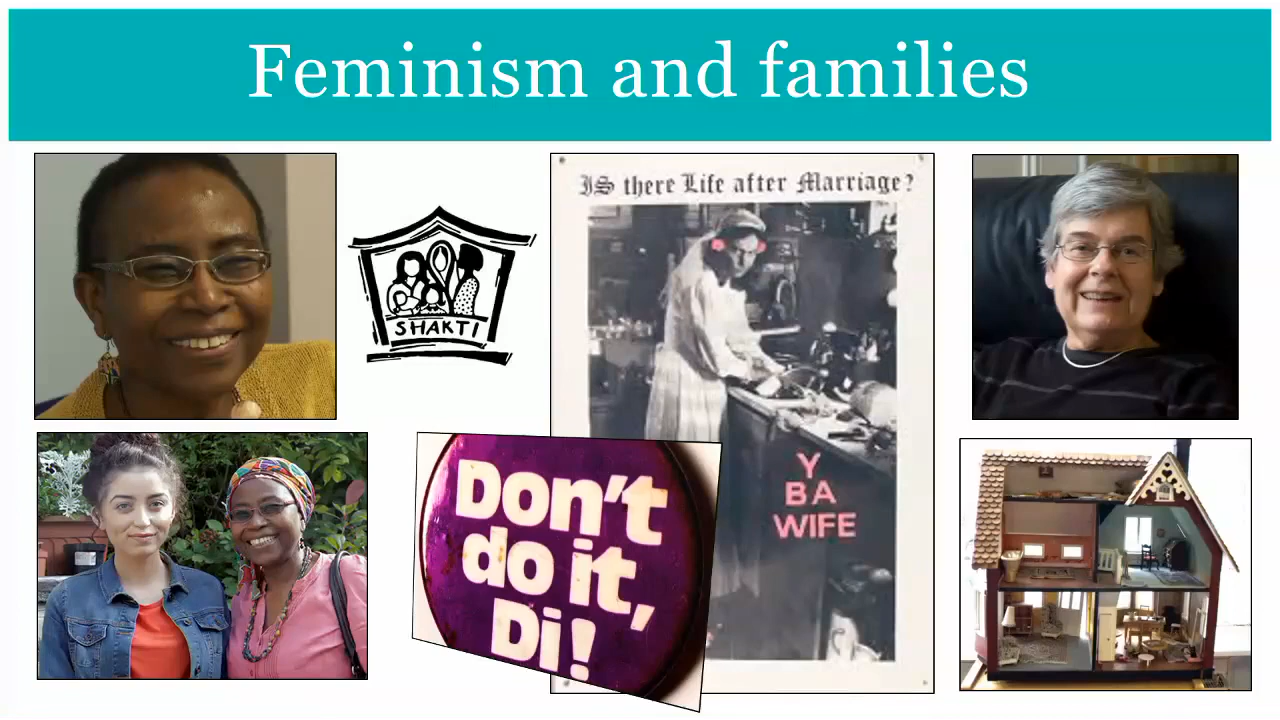 Feminism and families
SHAKTI
IS there Life after Marriage?
Y
BA
WIFE
Don't
do it,
Di!